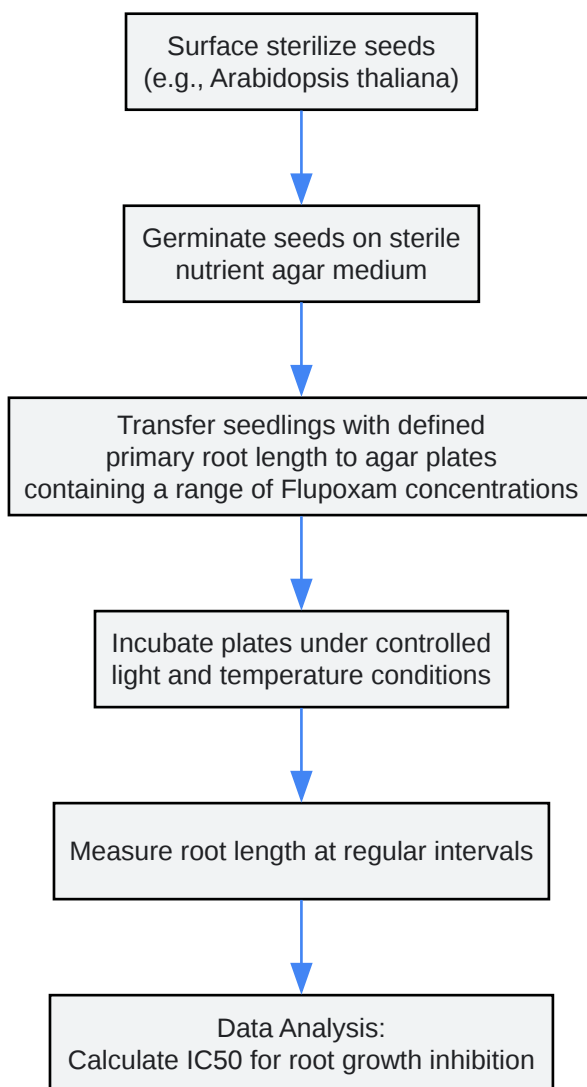 Surface sterilize seeds
(e.g., Arabidopsis thaliana)
Germinate seeds on sterile
nutrient agar medium
Transfer seedlings with defined
primary root length to agar plates
containing a range of Flupoxam concentrations
Incubate plates under controlled
light and temperature conditions
Measure root length at regular intervals
Data Analysis:
Calculate IC50 for root growth inhibition